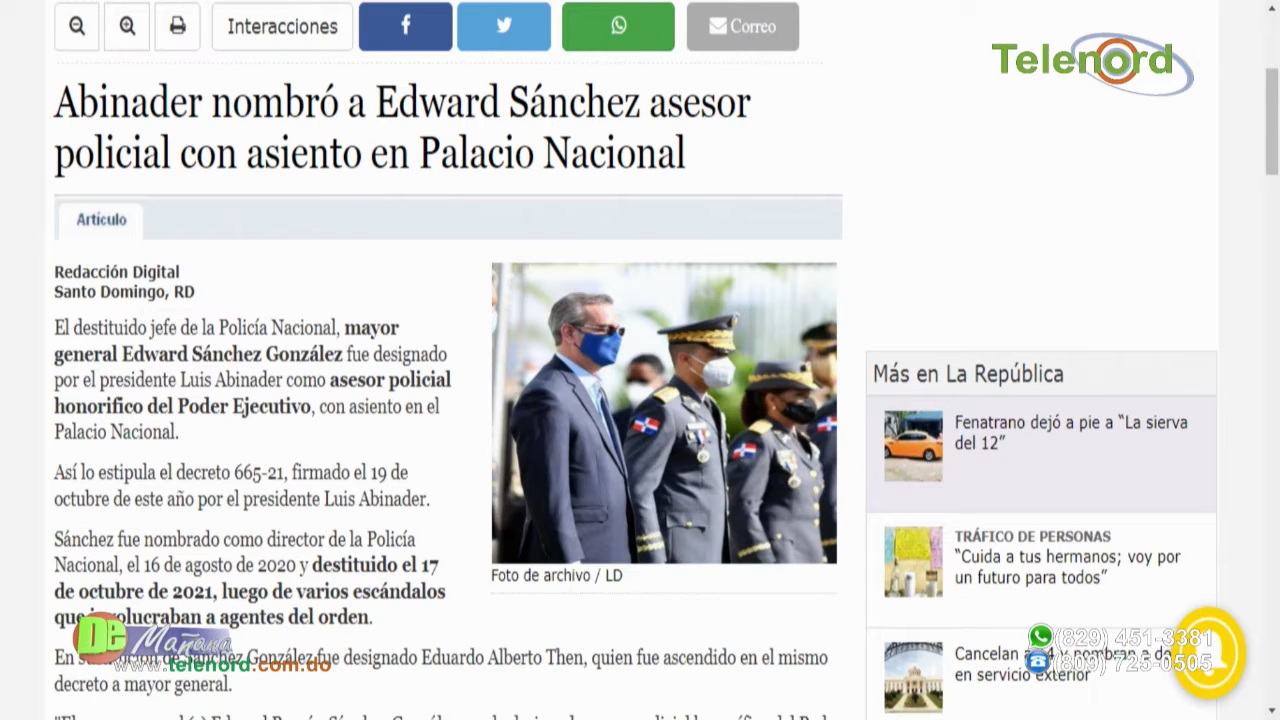 Interacciones
Correo
Telenord
Abinader nombró a Edward Sánchez asesor
policial con asiento en Palacio Nacional
Artículo
Redacción Digital
Santo Domingo, RD
El destituido jefe de la Policía Nacional, mayor
general Edward Sánchez González fue designado
por el presidente Luis Abinader como asesor policial
honorifico del Poder Ejecutivo, con asiento en el
Palacio Nacional.
Así lo estipula el decreto 665-21, firmado el 19 de
octubre de este año por el presidente Luis Abinader.
Sánchez fue nombrado como director de la Policía
Nacional, el 16 de agosto de 2020 y destituido el 17
de octubre de 2021, luego de varios escándalos
que involucraban a agentes del orden.
En Sánchez González fue designado Eduardo Alberto Then, quien fue ascendido en el mismo
decreto a mayor general.
Foto de archivo / LD
Más en La República
Fenatrano dejó a pie a “La sierva
del 12”
TRÁFICO DE PERSONAS
“Cuida a tus hermanos; voy por
un futuro para todos”
Cancelan a 4 y nombran a
en servicio exterior
De Mañana
www.telenord.com.do
(829) 451-3381
(809) 725-0505